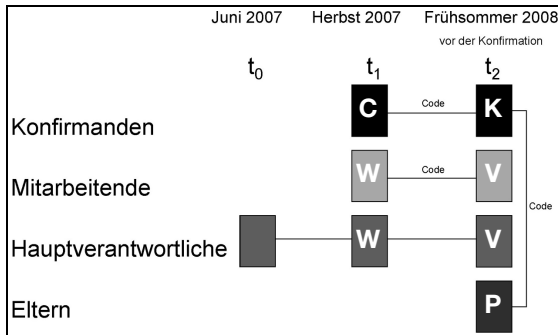 Juni 2007 Herbst 2007 Frühsommer 2008
vor der Konfirmation
t0 t1 t2
Konfirmanden C Code K
Mitarbeitende W Code V
Code
Hauptverantwortliche W V
Eltern P